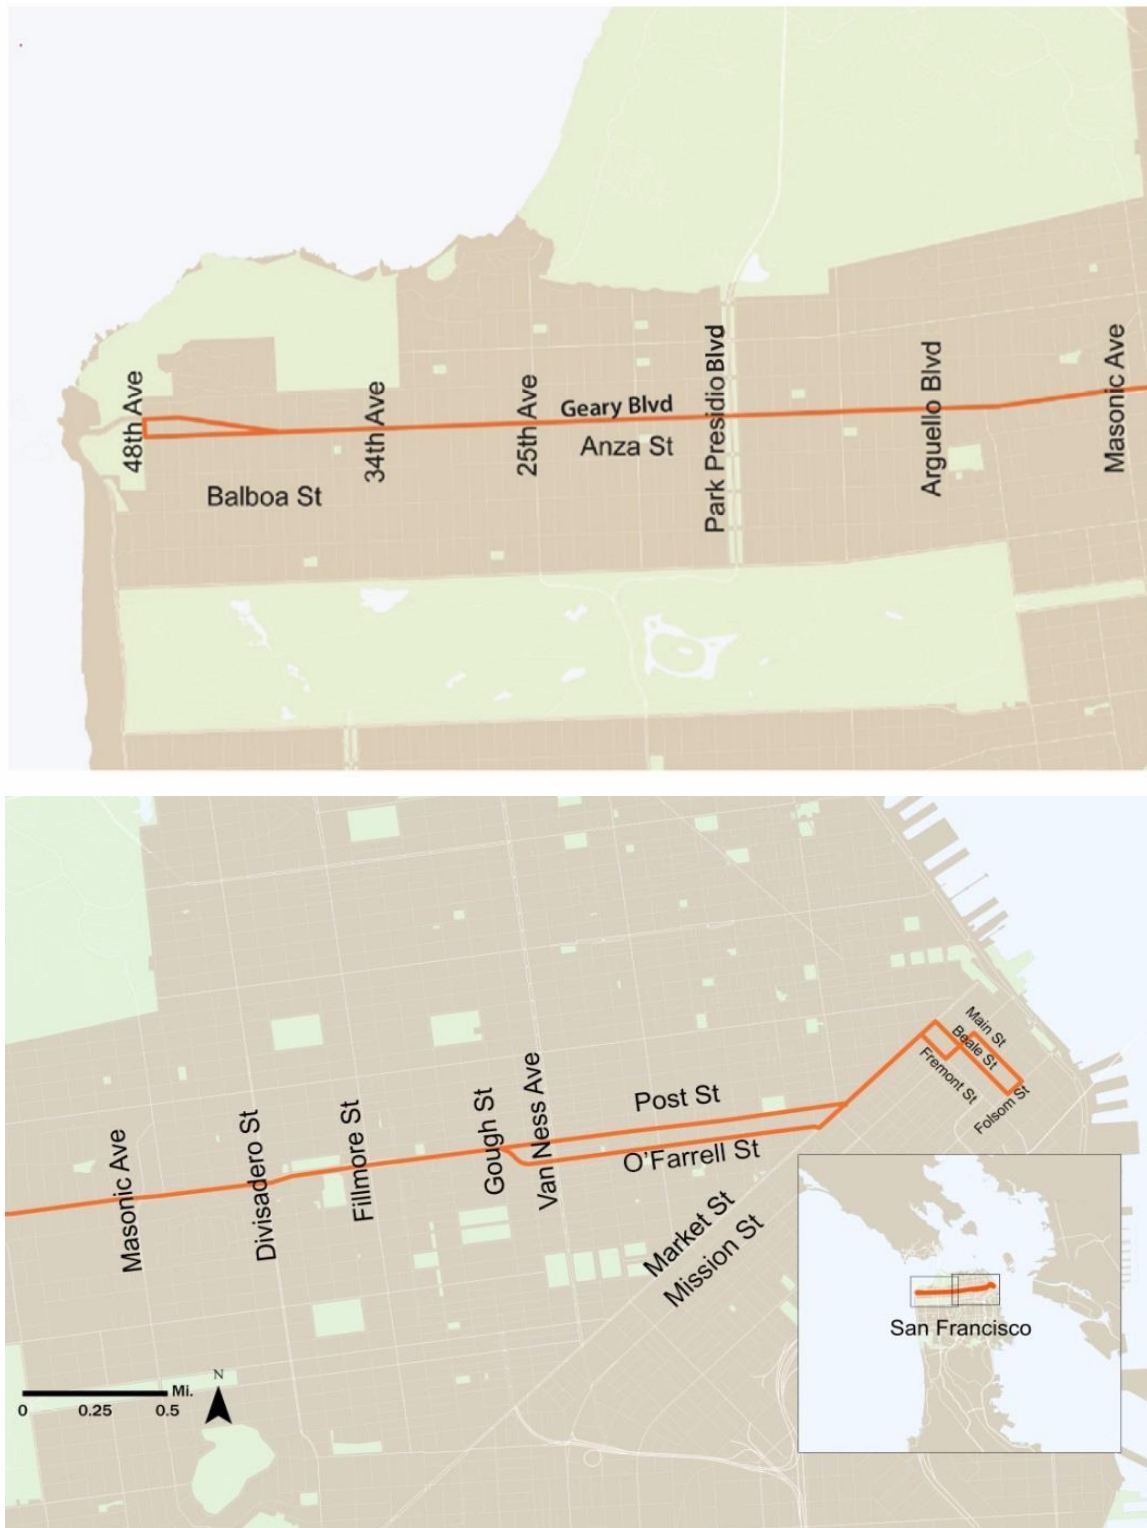 48th Ave
Balboa St
34th Ave
25th Ave
Geary Blvd
Anza St
Park Presidio Blvd
Arguello Blvd
Masonic Ave
Main St
Beale St
Fremont St
Folsom St
Post St
O'Farrell St
Van Ness Ave
Gough St
Fillmore St
Divisadero St
Masonic Ave
Market St
Mission St
San Francisco
N
Mi.
0 0.25 0.5